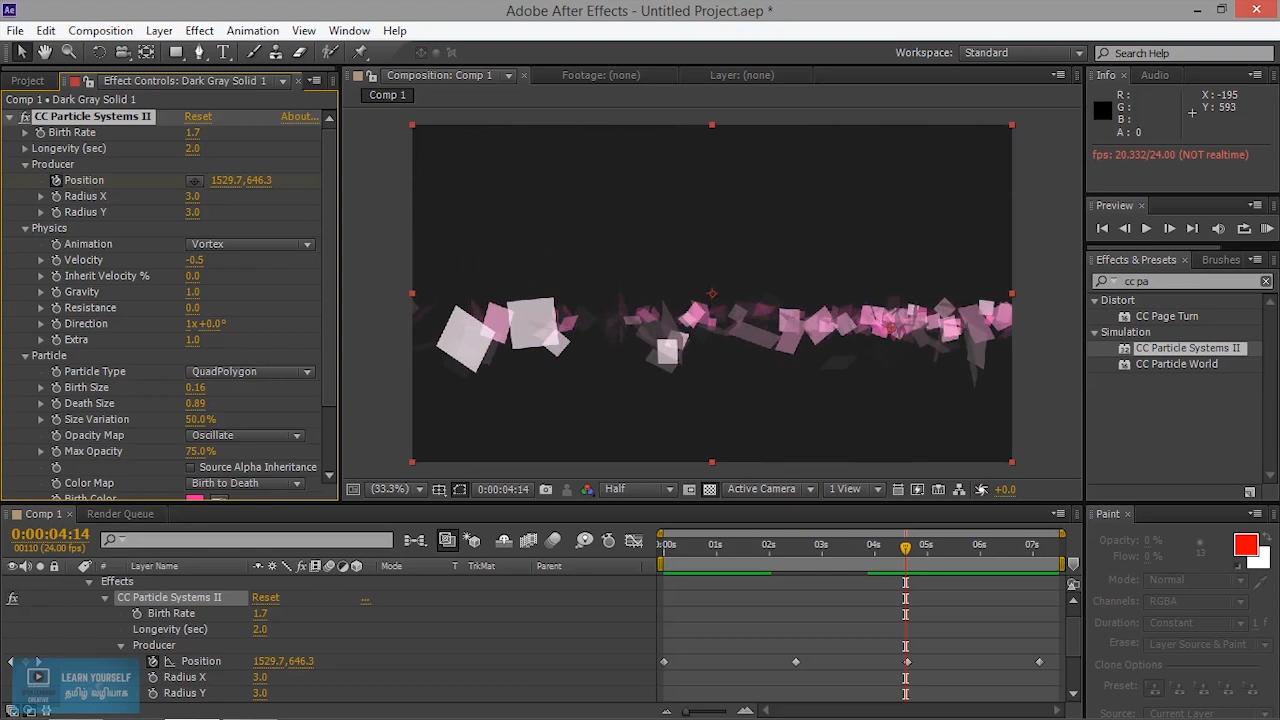 Adobe After Effects - Untitled Project.aep *
File Edit Composition Layer Effect Animation View Window Help
Workspace: Standard Search Help
Project Effect Controls: Dark Gray Solid 1
Comp 1 • Dark Gray Solid 1
CC Particle Systems II Reset About...
Birth Rate 1.7
Longevity (sec) 2.0
Producer
Position 1529.7,646.3
Radius X 3.0
Radius Y 3.0
Physics
Animation Vortex
Velocity -0.5
Inherit Velocity % 0.0
Gravity 1.0
Resistance 0.0
Direction 1x+0.0°
Extra 1.0
Particle
Particle Type QuadPolygon
Birth Size 0.16
Death Size 0.89
Size Variation 50.0%
Opacity Map Oscillate
Max Opacity 75.0%
Source Alpha Inheritance
Color Map Birth to Death
Birth Color
Composition: Comp 1 Footage: (none) Layer: (none)
Comp 1
(33.3%) 0:00:04:14 Half Active Camera 1 View +0.0
Info Audio
R : X : -195
G : Y : 593
B :
A : 0
fps: 20.332/24.00 (NOT realtime)
Preview
Effects & Presets Brushes
cc pa
Distort
CC Page Turn
Simulation
CC Particle Systems II
CC Particle World
Comp 1 Render Queue
0:00:04:14
00110 (24.00 fps)
:00s 01s 02s 03s 04s 05s 06s 07s
Layer Name Mode T TrkMat Parent
Effects
CC Particle Systems II Reset ...
Birth Rate 1.7
Longevity (sec) 2.0
Producer
Position 1529.7,646.3
Radius X 3.0
Radius Y 3.0
LEARN YOURSELF
தமிழ் வழியாக
CREATIVE
Paint
Opacity: 0 %
Flow: 0 % 13
Mode: Normal
Channels: RGBA
Duration: Constant 1 f
Erase: Layer Source & Paint
Clone Options
Preset:
Source: Current Layer